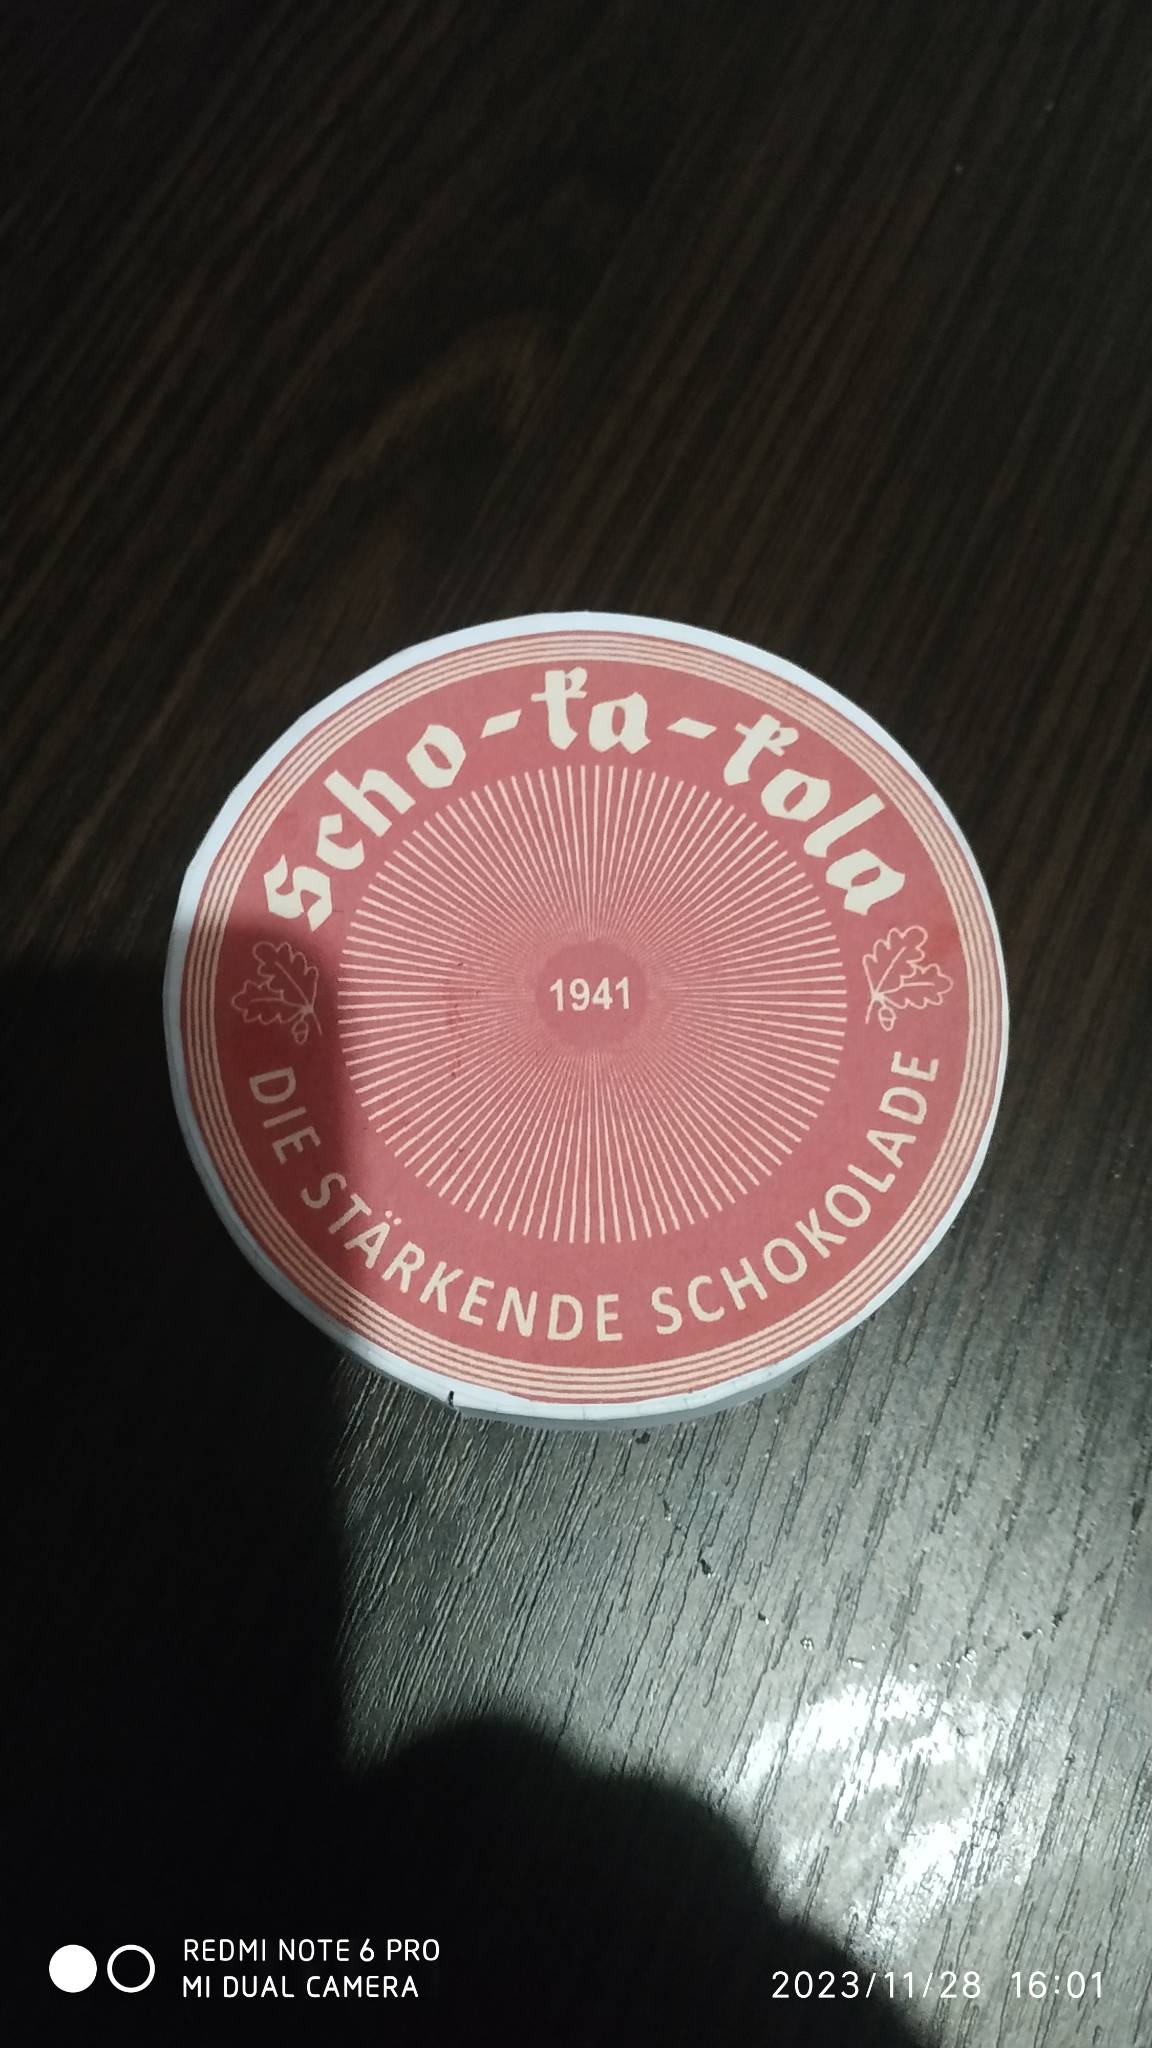 Scho-ka-kola
1941
DIE STÄRKENDE SCHOKOLADE
REDMI NOTE 6 PRO
MI DUAL CAMERA
2023/11/28 16:01